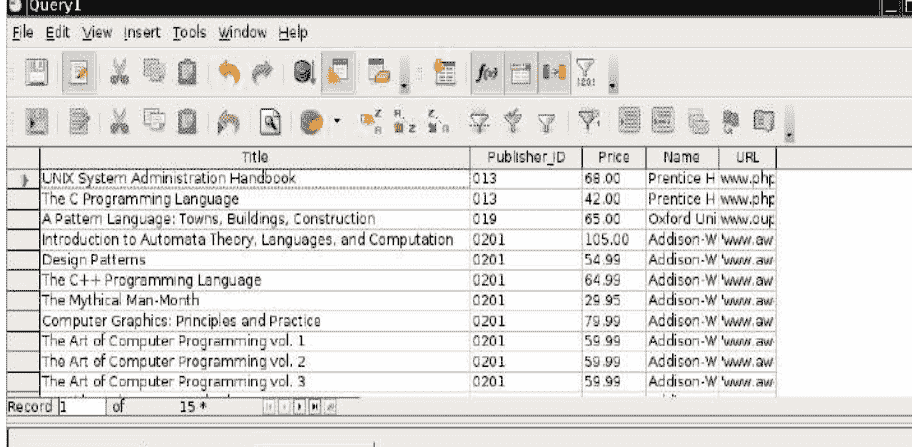 Query1
File Edit View Insert Tools Window Help
Title Publisher_ID Price Name URL
UNIX System Administration Handbook 013 68.00 Prentice H www.php
The C Programming Language 013 42.00 Prentice H www.php
A Pattern Language: Towns, Buildings, Construction 019 65.00 Oxford Uni www.oup
Introduction to Automata Theory, Languages, and Computation 0201 105.00 Addison-W 'www.aw
Design Patterns 0201 54.99 Addison-W 'www.aw
The C++ Programming Language 0201 64.99 Addison-W 'www.aw
The Mythical Man-Month 0201 29.95 Addison-W 'www.aw
Computer Graphics: Principles and Practice 0201 79.99 Addison-W 'www.aw
The Art of Computer Programming vol. 1 0201 59.99 Addison-W 'www.aw
The Art of Computer Programming vol. 2 0201 59.99 Addison-W 'www.aw
The Art of Computer Programming vol. 3 0201 59.99 Addison-W 'www.aw
Record 1 of 15 *